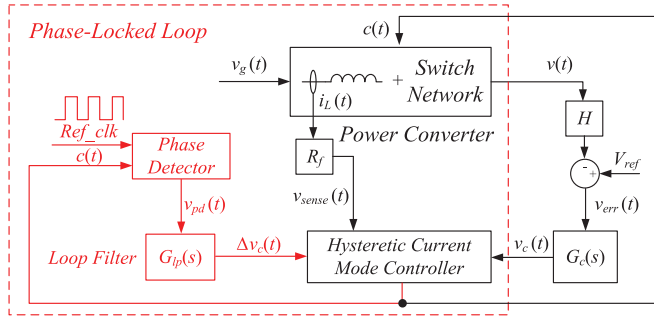 Phase-Locked Loop
c(t)
v_g(t)
i_L(t)
+
Switch
Network
v(t)
Power Converter
H
Ref_clk
c(t)
Phase
Detector
R_f
- +
V_ref
v_pd(t)
v_sense(t)
v_err(t)
Loop Filter
G_lp(s)
Δv_c(t)
Hysteretic Current
Mode Controller
v_c(t)
G_c(s)